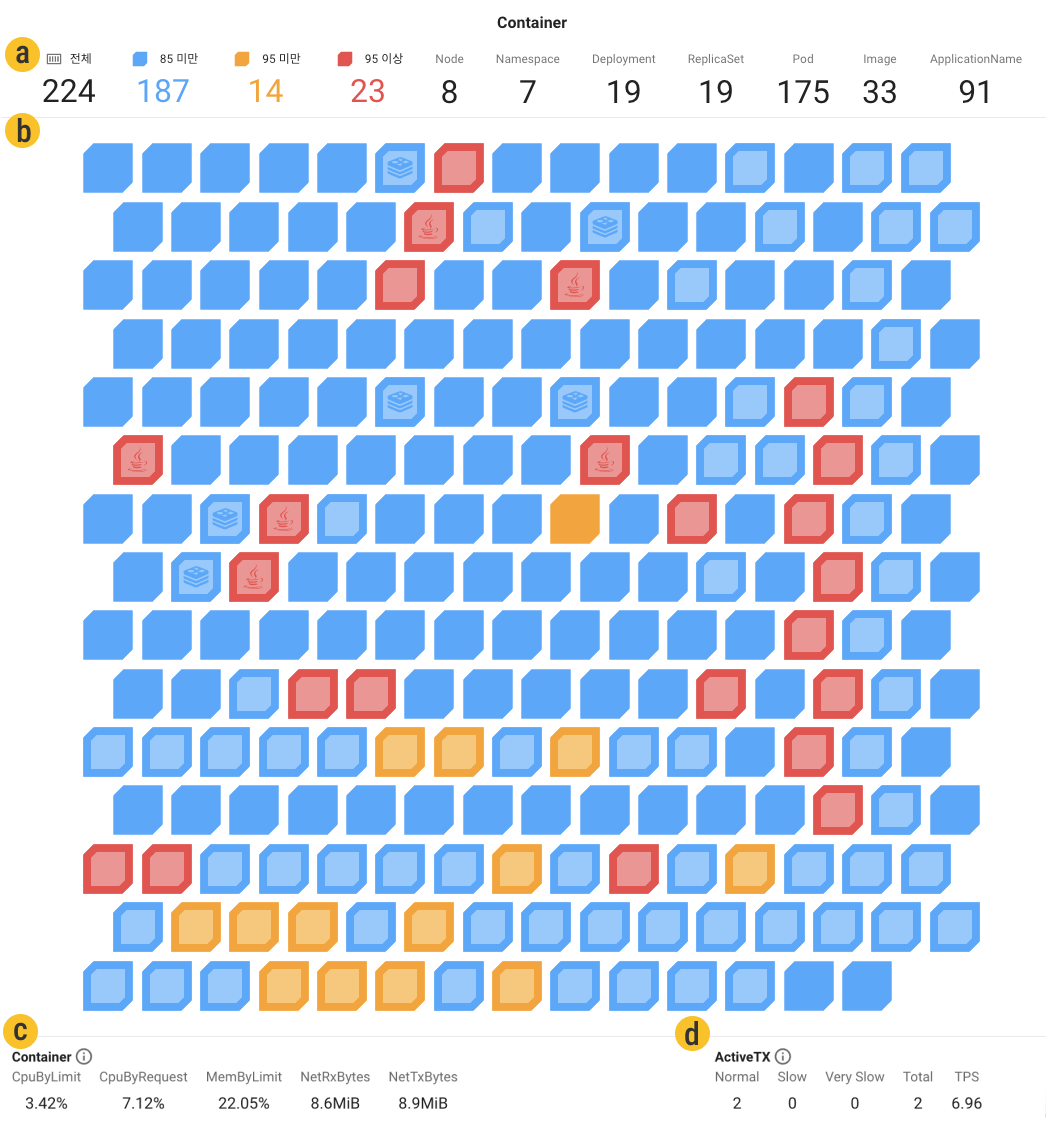 Container
a
전체 85 미만 95 미만 95 이상 Node Namespace Deployment ReplicaSet Pod Image ApplicationName
224 187 14 23 8 7 19 19 175 33 91
b
c
d
Container
CpuByLimit CpuByRequest MemByLimit NetRxBytes NetTxBytes
3.42% 7.12% 22.05% 8.6MiB 8.9MiB
ActiveTX
Normal Slow Very Slow Total TPS
2 0 0 2 6.96